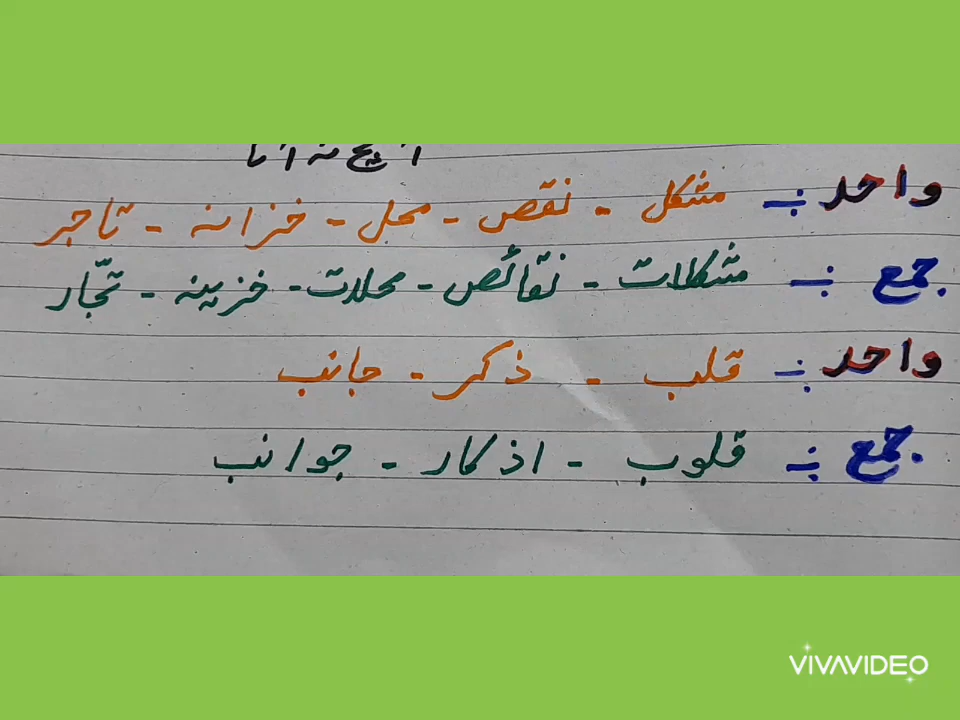 واحد :- مشکل - نقص - محل - خزانہ - تاجر
جمع :- مشکلات - نقائص - محلات - خزینہ - تجّار
واحد :- قلب - ذکر - جانب
جمع :- قلوب - اذکار - جوانب
VIVAVIDEO